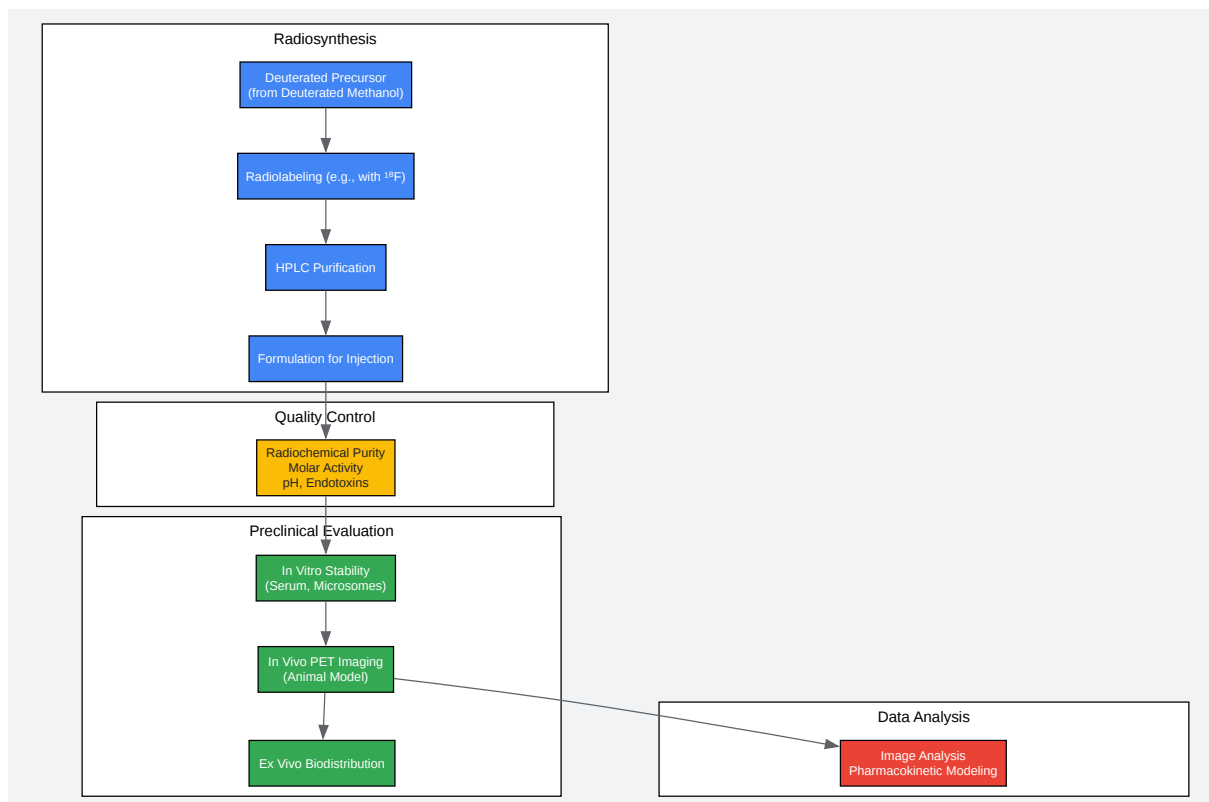 Radiosynthesis
Deuterated Precursor
(from Deuterated Methanol)
Radiolabeling (e.g., with ¹⁸F)
HPLC Purification
Formulation for Injection
Quality Control
Radiochemical Purity
Molar Activity
pH, Endotoxins
Preclinical Evaluation
In Vitro Stability
(Serum, Microsomes)
In Vivo PET Imaging
(Animal Model)
Ex Vivo Biodistribution
Data Analysis
Image Analysis
Pharmacokinetic Modeling